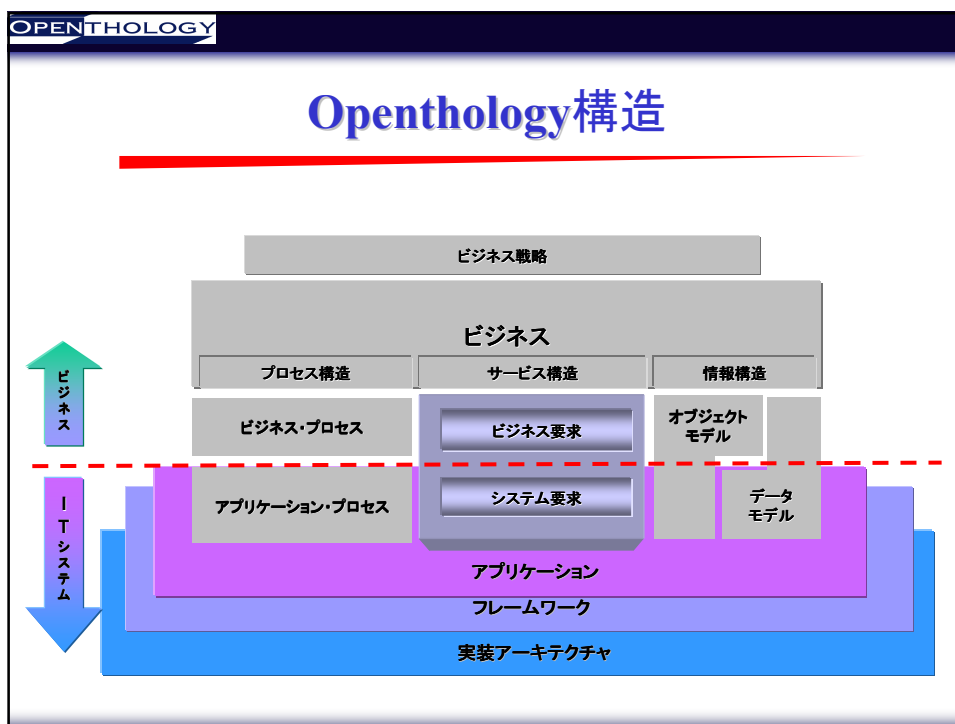 OPENTHOLOGY
Openthology構造
ビジネス戦略
ビジネス
プロセス構造
サービス構造
情報構造
ビジネス
ビジネス・プロセス
ビジネス要求
オブジェクト
モデル
ITシステム
アプリケーション・プロセス
システム要求
データ
モデル
アプリケーション
フレームワーク
実装アーキテクチャ